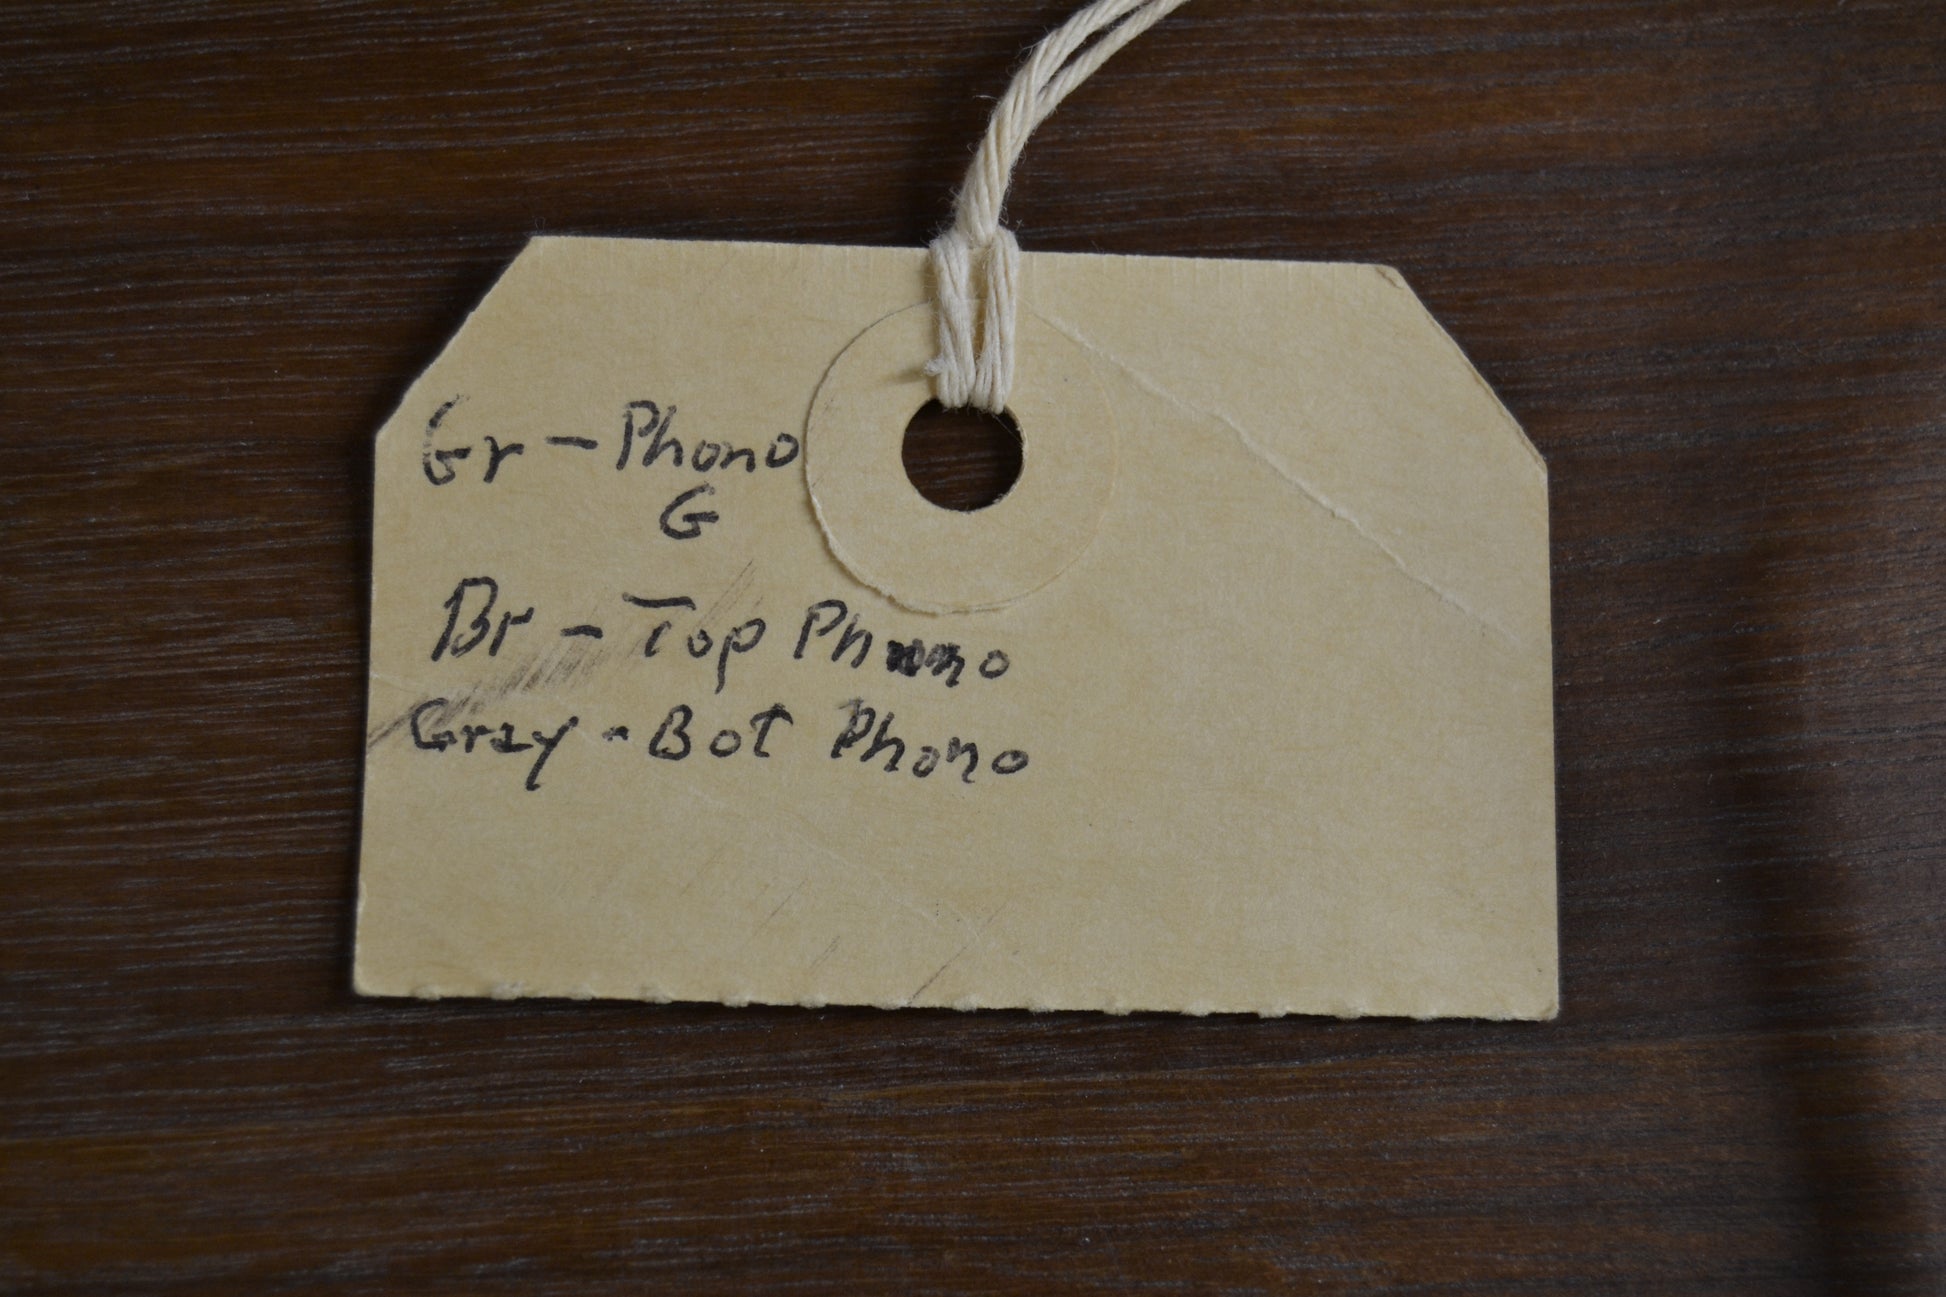 Gr - Phono
G
Br - Top Phono
Gray - Bot Phono